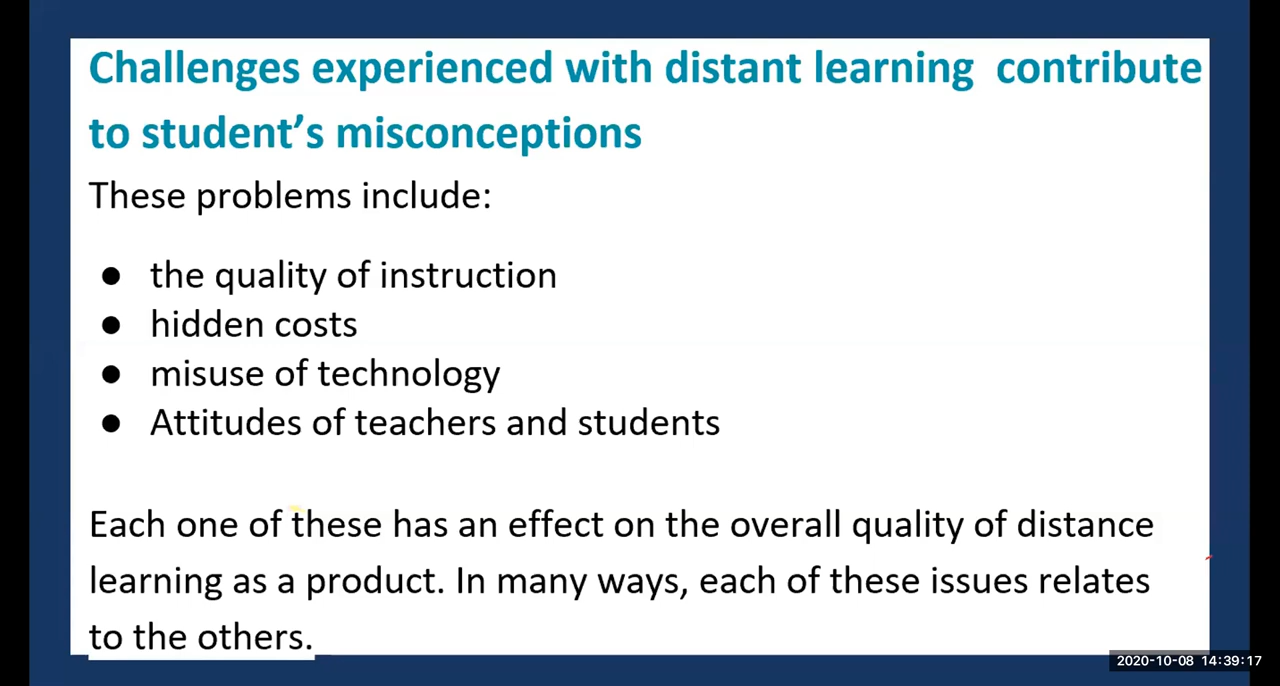 Challenges experienced with distant learning  contribute
to student’s misconceptions
These problems include:
● the quality of instruction
● hidden costs
● misuse of technology
● Attitudes of teachers and students
Each one of these has an effect on the overall quality of distance
learning as a product. In many ways, each of these issues relates
to the others.
2020-10-08 14:39:17